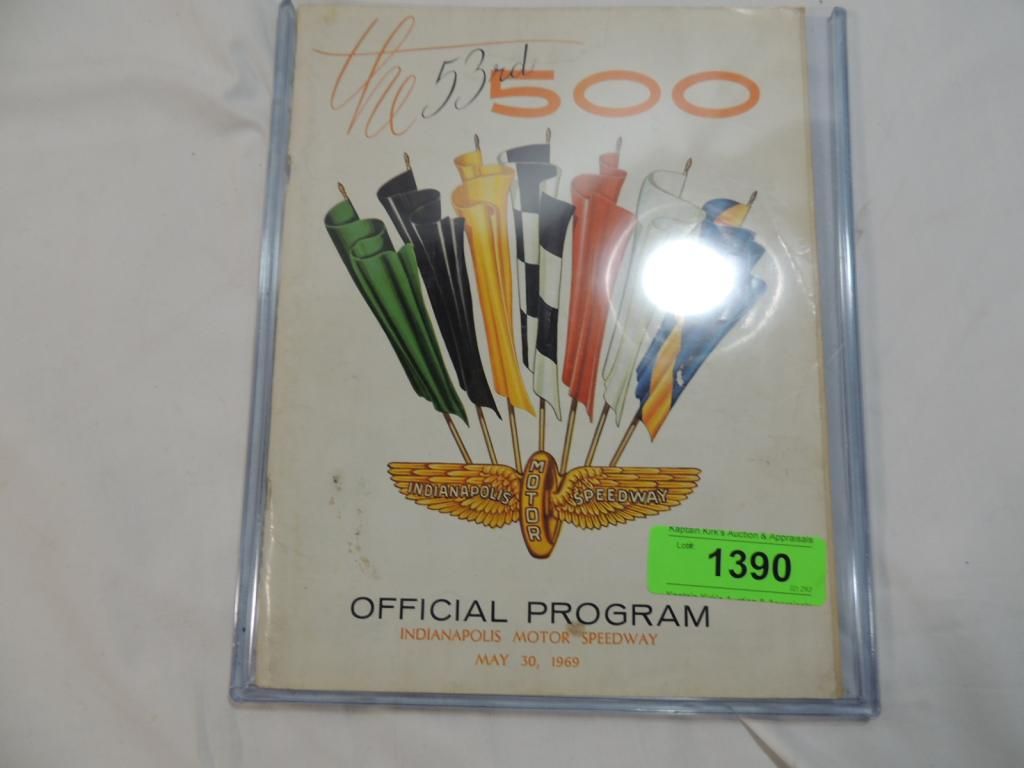 the 53rd 500
INDIANAPOLIS MOTOR SPEEDWAY
Kaptain Kirk's Auction & Appraisals
Lot#: 1390
OFFICIAL PROGRAM
INDIANAPOLIS MOTOR SPEEDWAY
MAY 30, 1969